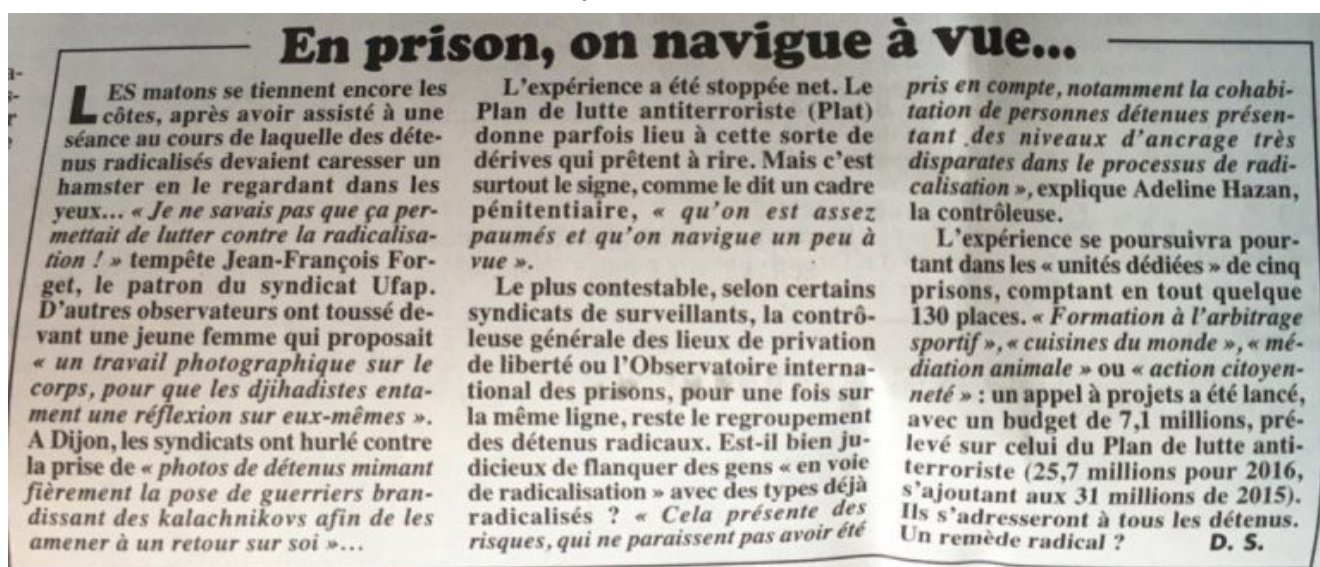 En prison, on navigue à vue...
LES matons se tiennent encore les
côtes, après avoir assisté à une
séance au cours de laquelle des déte-
nus radicalisés devaient caresser un
hamster en le regardant dans les
yeux... « Je ne savais pas que ça per-
mettait de lutter contre la radicalisa-
tion ! » tempête Jean-François For-
get, le patron du syndicat Ufap.
D'autres observateurs ont toussé de-
vant une jeune femme qui proposait
« un travail photographique sur le
corps, pour que les djihadistes enta-
ment une réflexion sur eux-mêmes ».
A Dijon, les syndicats ont hurlé contre
la prise de « photos de détenus mimant
fièrement la pose de guerriers bran-
dissant des kalachnikovs afin de les
amener à un retour sur soi »...
L'expérience a été stoppée net. Le
Plan de lutte antiterroriste (Plat)
donne parfois lieu à cette sorte de
dérives qui prêtent à rire. Mais c'est
surtout le signe, comme le dit un cadre
pénitentiaire, « qu'on est assez
paumés et qu'on navigue un peu à
vue ».
Le plus contestable, selon certains
syndicats de surveillants, la contrô-
leuse générale des lieux de privation
de liberté ou l'Observatoire interna-
tional des prisons, pour une fois sur
la même ligne, reste le regroupement
des détenus radicaux. Est-il bien ju-
dicieux de flanquer des gens « en voie
de radicalisation » avec des types déjà
radicalisés ? « Cela présente des
risques, qui ne paraissent pas avoir été
pris en compte, notamment la cohabi-
tation de personnes détenues présen-
tant des niveaux d'ancrage très
disparates dans le processus de radi-
calisation », explique Adeline Hazan,
la contrôleuse.
L'expérience se poursuivra pour-
tant dans les « unités dédiées » de cinq
prisons, comptant en tout quelque
130 places. « Formation à l'arbitrage
sportif », « cuisines du monde », « mé-
diation animale » ou « action citoyen-
neté » : un appel à projets a été lancé,
avec un budget de 7,1 millions, pré-
levé sur celui du Plan de lutte anti-
terroriste (25,7 millions pour 2016,
s'ajoutant aux 31 millions de 2015).
Ils s'adresseront à tous les détenus.
Un remède radical ? D. S.